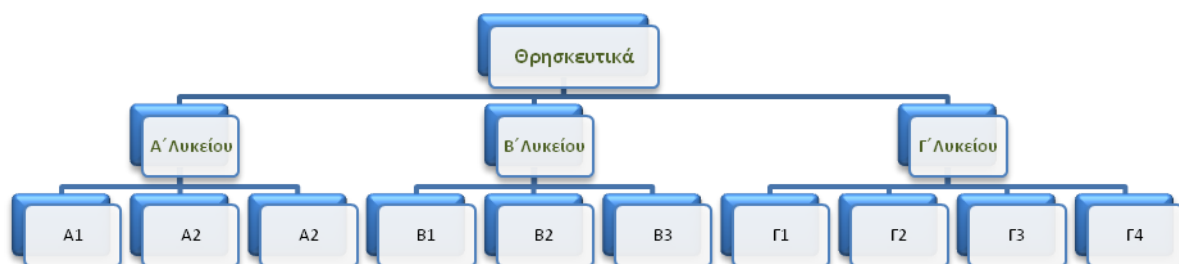 Θρησκευτικά
Α΄Λυκείου
Β΄Λυκείου
Γ΄Λυκείου
Α1
Α2
Α2
Β1
Β2
Β3
Γ1
Γ2
Γ3
Γ4